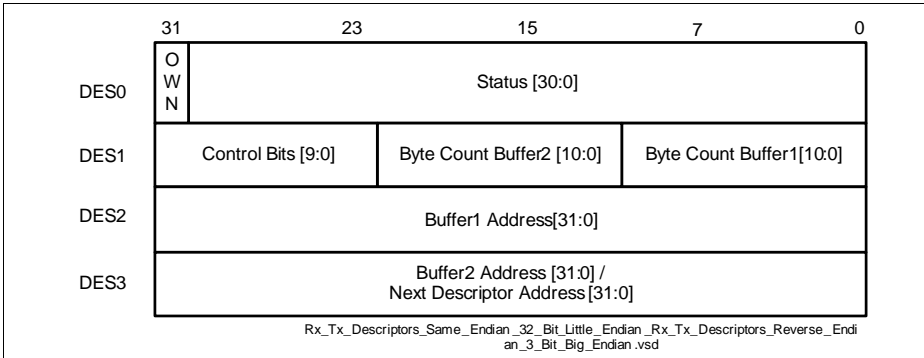 31 23 15 7 0
DES0
O
W
N
Status [30:0]
DES1
Control Bits [9:0]
Byte Count Buffer2 [10:0]
Byte Count Buffer1[10:0]
DES2
Buffer1 Address[31:0]
DES3
Buffer2 Address [31:0] /
Next Descriptor Address[31:0]
Rx_Tx_Descriptors_Same_Endian_32_Bit_Little_Endian_Rx_Tx_Descriptors_Reverse_Endi
an_3_Bit_Big_Endian.vsd